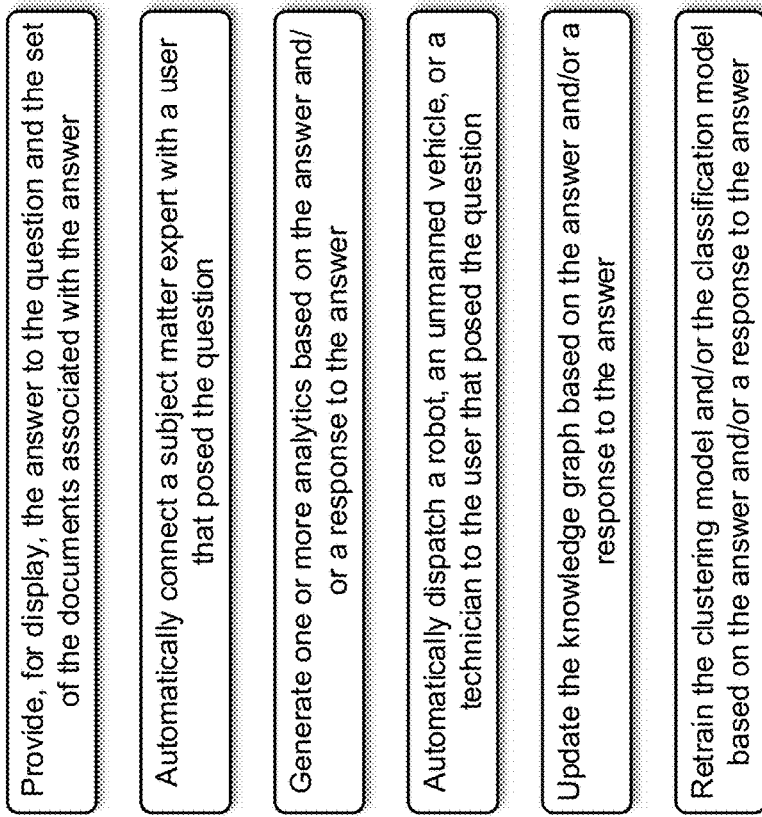 Provide, for display, the answer to the question and the set
of the documents associated with the answer
Automatically connect a subject matter expert with a user
that posed the question
Generate one or more analytics based on the answer and/
or a response to the answer
Automatically dispatch a robot, an unmanned vehicle, or a
technician to the user that posed the question
Update the knowledge graph based on the answer and/or a
response to the answer
Retrain the clustering model and/or the classification model
based on the answer and/or a response to the answer